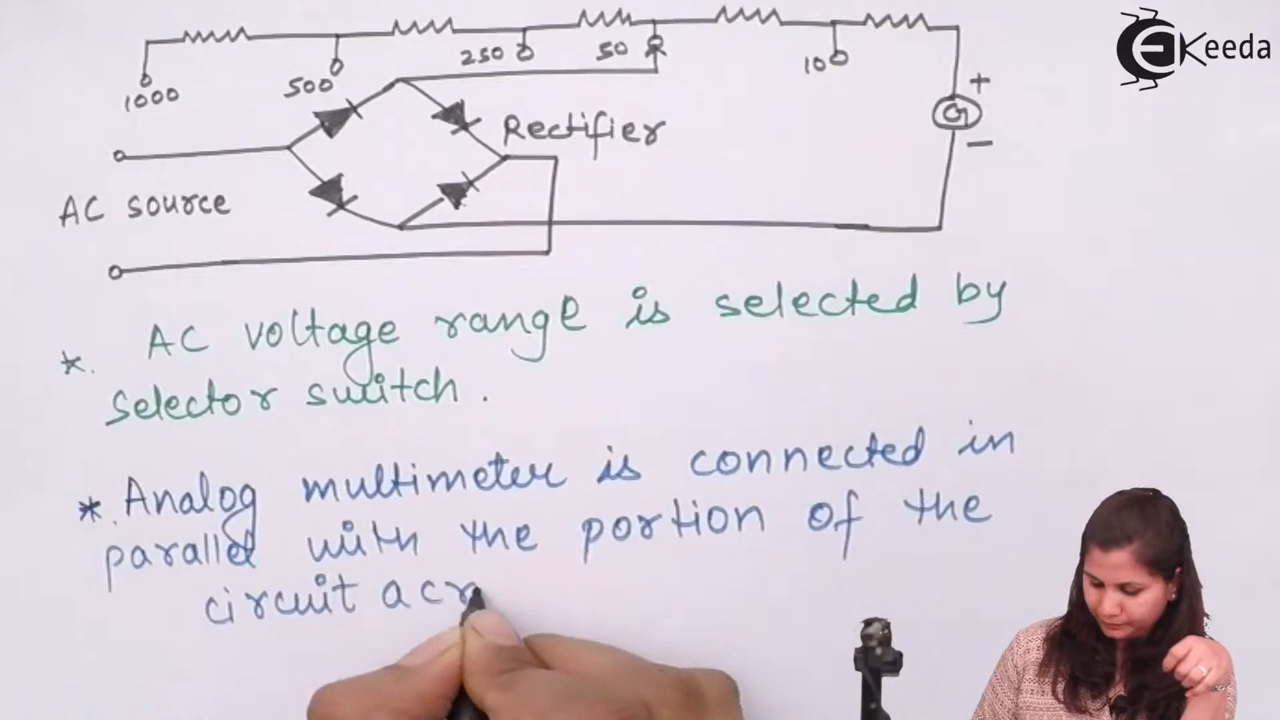 Ekeeda
1000
500
250
50
10
+
G
−
Rectifier
AC source
*. AC voltage range is selected by
selector switch.
*. Analog multimeter is connected in
parallel with the portion of the
circuit acr